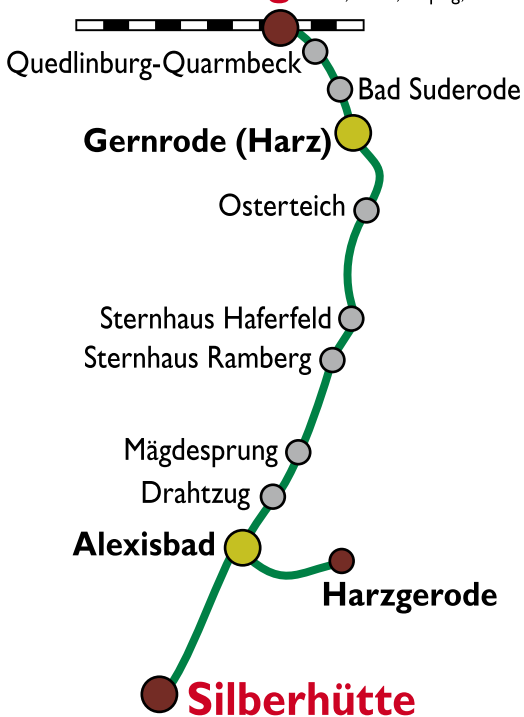 Quedlinburg-Quarmbeck
Bad Suderode
Gernrode (Harz)
Osterteich
Sternhaus Haferfeld
Sternhaus Ramberg
Mägdesprung
Drahtzug
Alexisbad
Harzgerode
Silberhütte